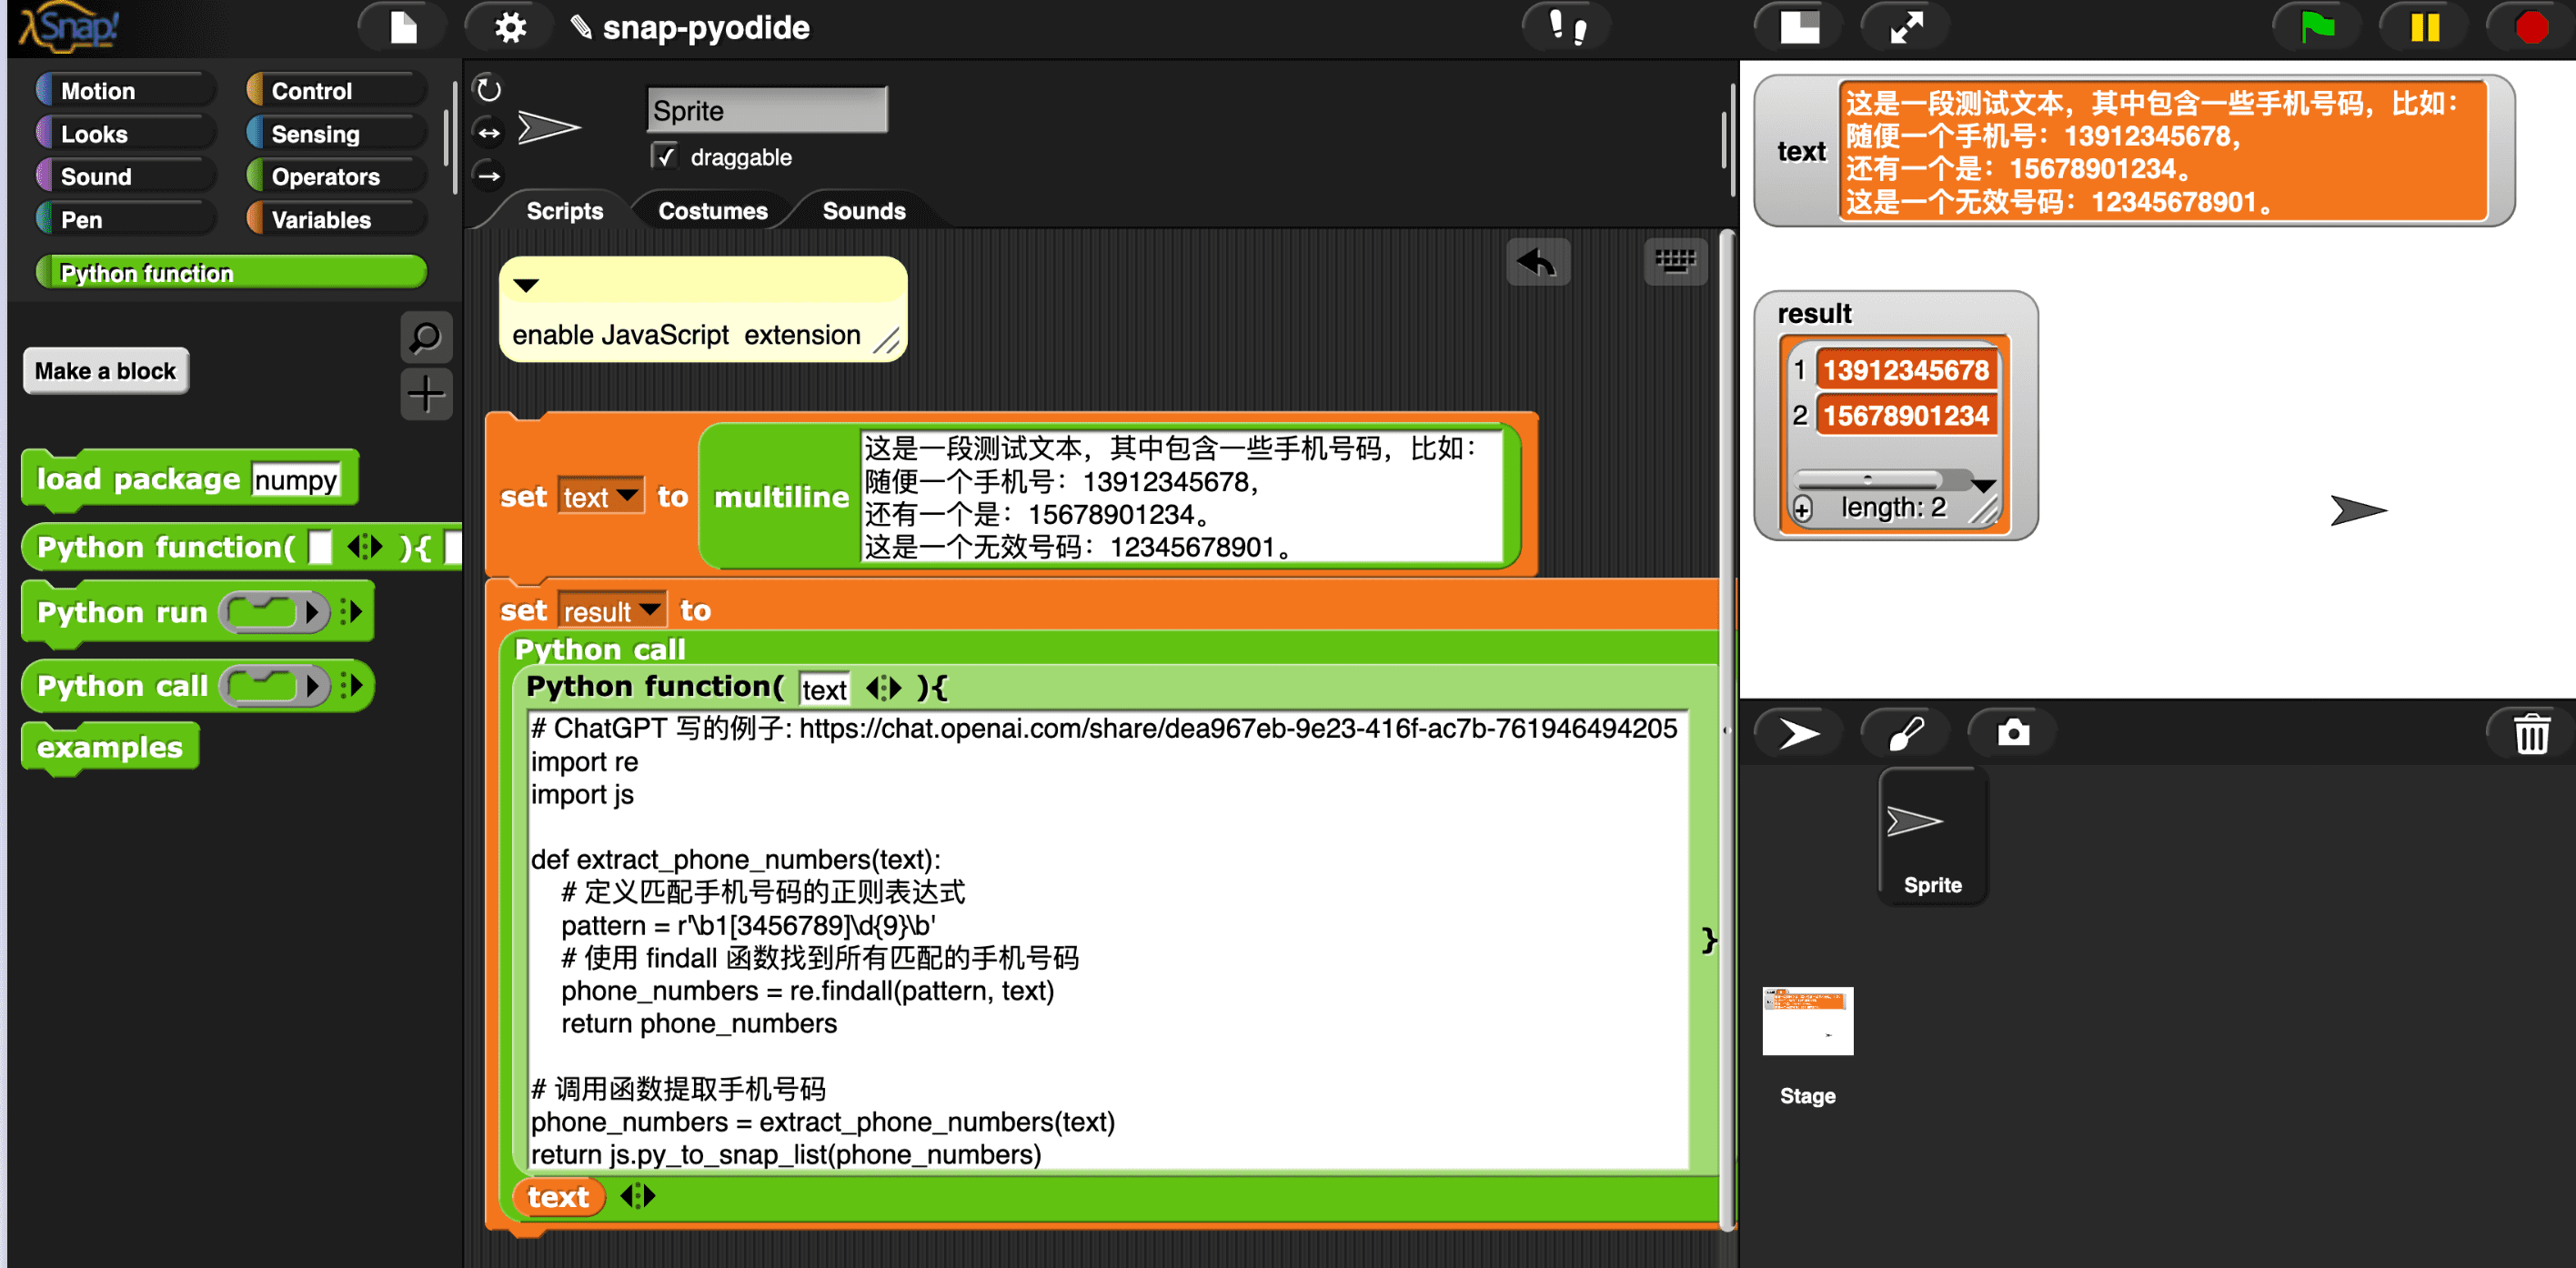 λSnap!
snap-pyodide
Motion
Control
Looks
Sensing
Sound
Operators
Pen
Variables
Python function
Make a block
load package numpy
Python function( ){
Python run
Python call
examples
Sprite
draggable
Scripts
Costumes
Sounds
enable JavaScript extension
set text to multiline
这是一段测试文本，其中包含一些手机号码，比如：
随便一个手机号：13912345678，
还有一个是：15678901234。
这是一个无效号码：12345678901。
set result to
Python call
Python function( text ){
# ChatGPT 写的例子: https://chat.openai.com/share/dea967eb-9e23-416f-ac7b-761946494205
import re
import js
def extract_phone_numbers(text):
# 定义匹配手机号码的正则表达式
pattern = r'\b1[3456789]\d{9}\b'
# 使用 findall 函数找到所有匹配的手机号码
phone_numbers = re.findall(pattern, text)
return phone_numbers
# 调用函数提取手机号码
phone_numbers = extract_phone_numbers(text)
return js.py_to_snap_list(phone_numbers)
}
text
text
这是一段测试文本，其中包含一些手机号码，比如：
随便一个手机号：13912345678，
还有一个是：15678901234。
这是一个无效号码：12345678901。
result
1 13912345678
2 15678901234
+ length: 2
Sprite
Stage